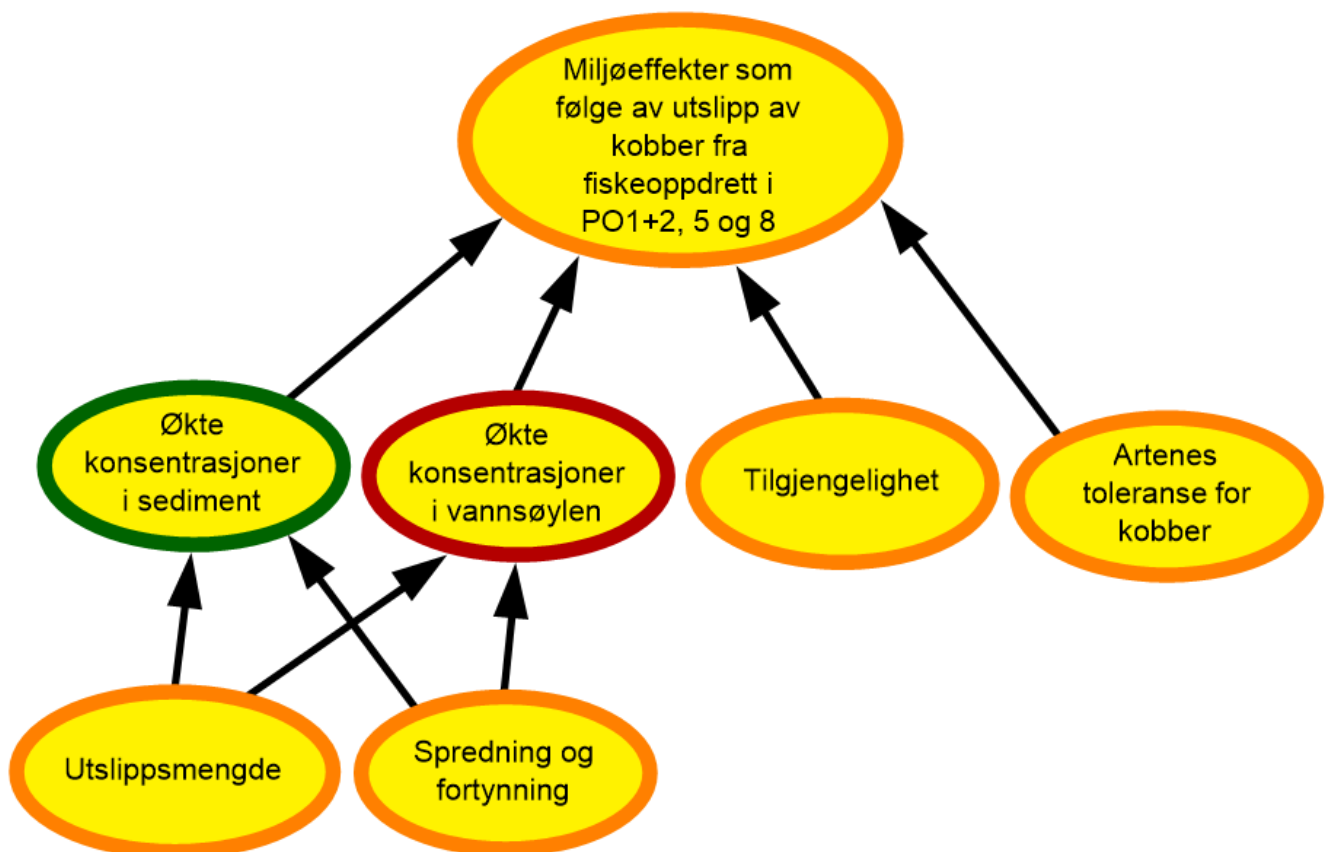 Miljøeffekter som
følge av utslipp av
kobber fra
fiskeoppdrett i
PO1+2, 5 og 8
Økte
konsentrasjoner
i sediment
Økte
konsentrasjoner
i vannsøylen
Tilgjengelighet
Artenes
toleranse for
kobber
Utslippsmengde
Spredning og
fortynning